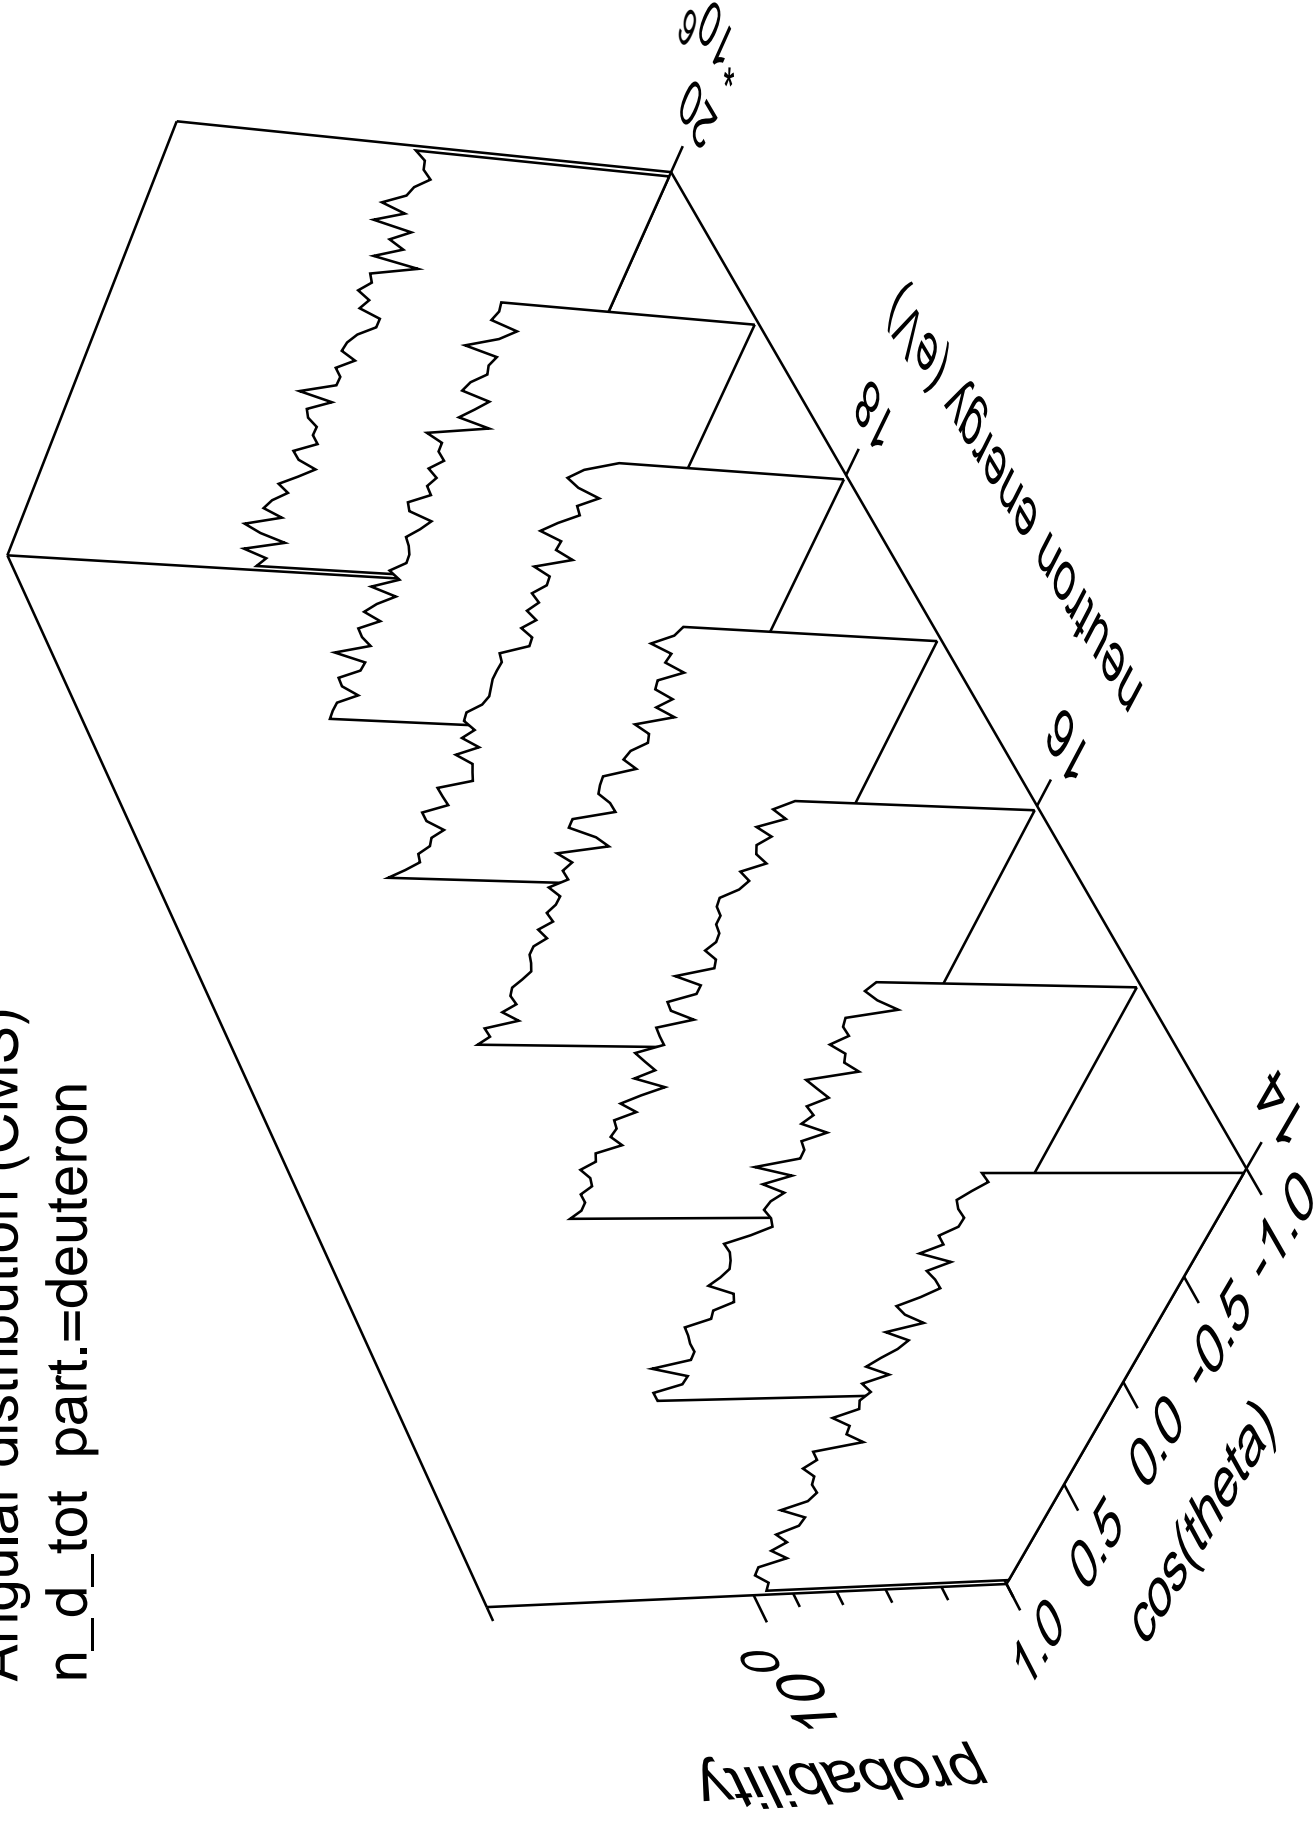 Angular distribution (CMS)
n_d_tot part.=deuteron
probability
10^0
1.0 0.5 0.0 -0.5 -1.0
cos(theta)
14 16 18 20
*10^6
neutron energy (eV)